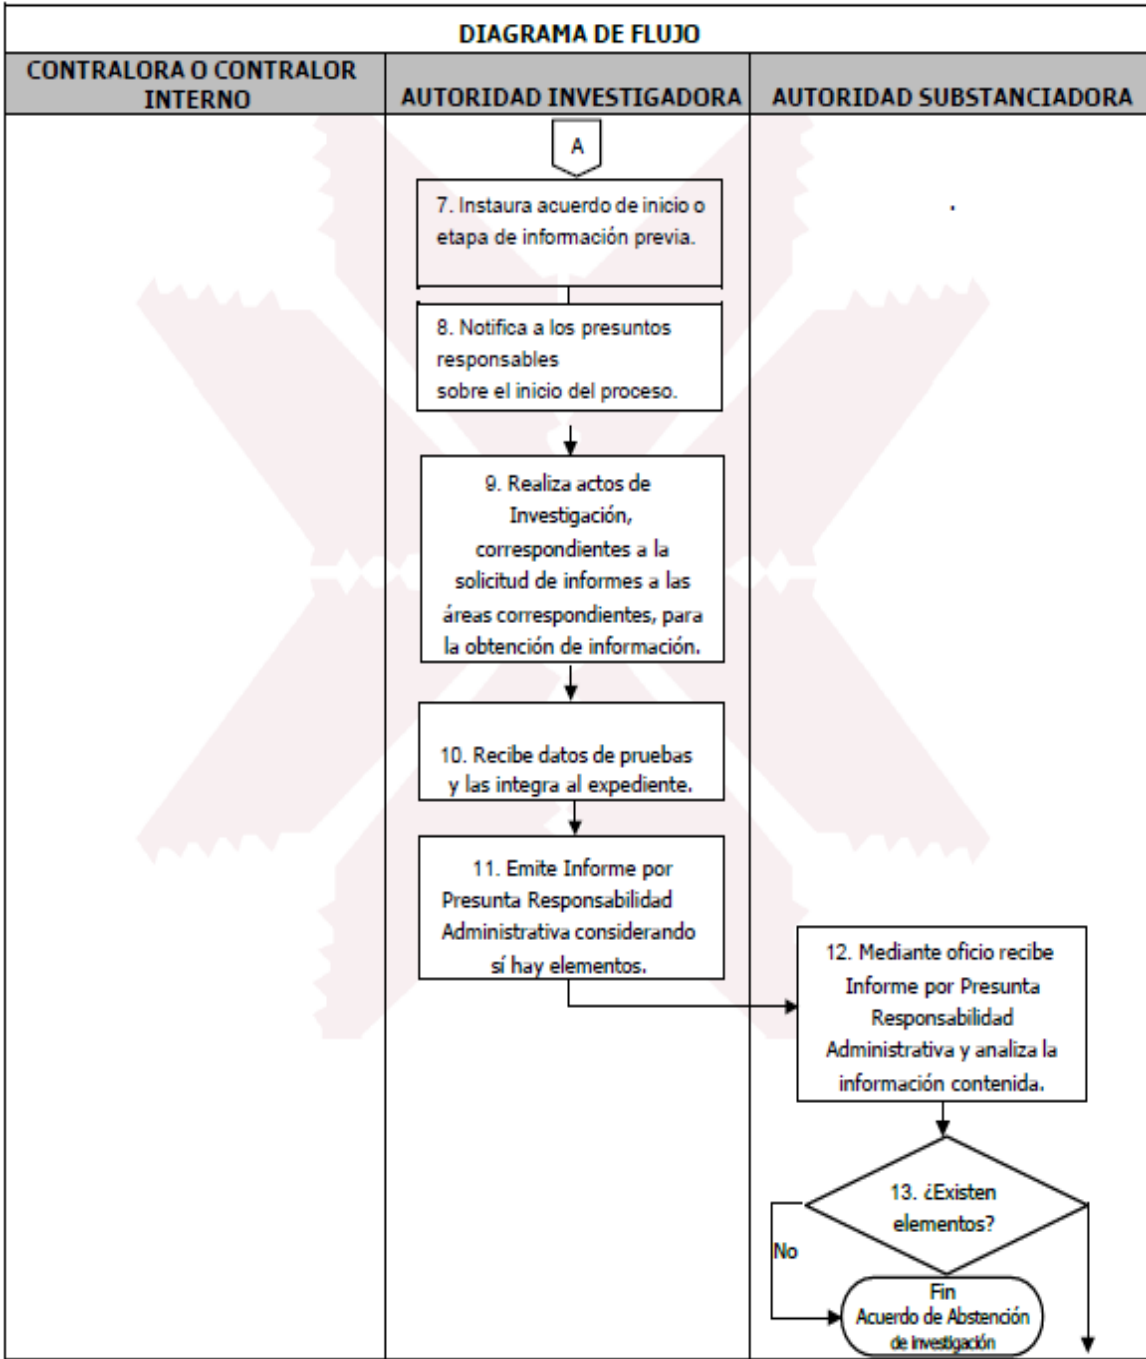 DIAGRAMA DE FLUJO
CONTRALORA O CONTRALOR
INTERNO
AUTORIDAD INVESTIGADORA
AUTORIDAD SUBSTANCIADORA
A
7. Instaura acuerdo de inicio o
etapa de información previa.
8. Notifica a los presuntos
responsables
sobre el inicio del proceso.
9. Realiza actos de
Investigación,
correspondientes a la
solicitud de informes a las
áreas correspondientes, para
la obtención de información.
10. Recibe datos de pruebas
y las integra al expediente.
11. Emite Informe por
Presunta Responsabilidad
Administrativa considerando
sí hay elementos.
12. Mediante oficio recibe
Informe por Presunta
Responsabilidad
Administrativa y analiza la
información contenida.
13. ¿Existen
elementos?
No
Fin
Acuerdo de Abstención
de investigación